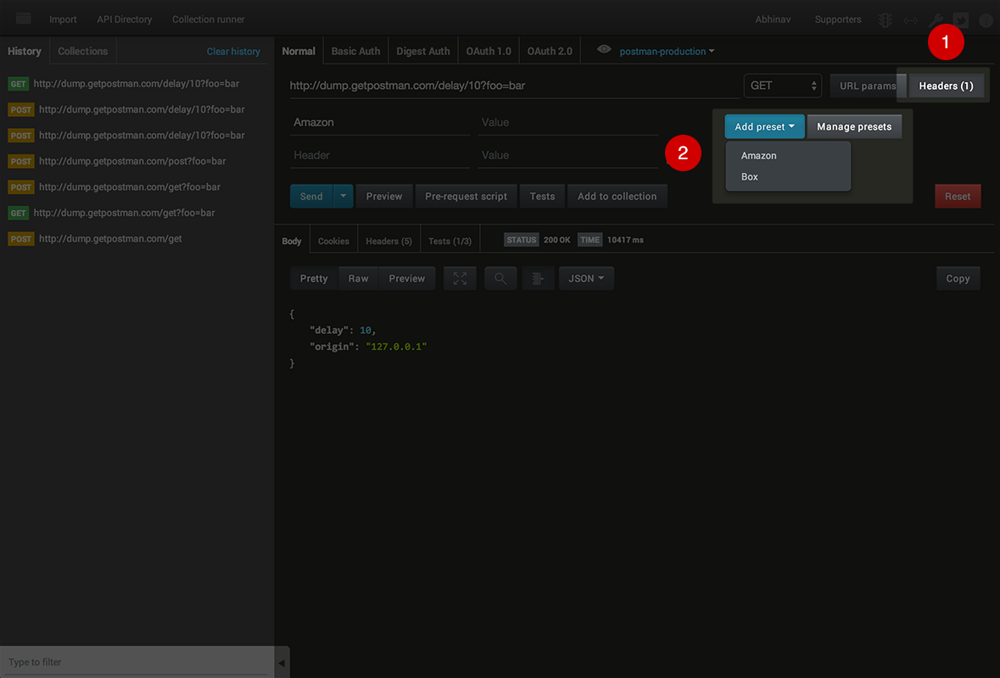 Import API Directory Collection runner Abhinav Supporters
1
History Collections Clear history
Normal Basic Auth Digest Auth OAuth 1.0 OAuth 2.0 postman-production
GET http://dump.getpostman.com/delay/10?foo=bar
POST http://dump.getpostman.com/delay/10?foo=bar
POST http://dump.getpostman.com/delay/10?foo=bar
POST http://dump.getpostman.com/post?foo=bar
POST http://dump.getpostman.com/get?foo=bar
GET http://dump.getpostman.com/get?foo=bar
POST http://dump.getpostman.com/get
http://dump.getpostman.com/delay/10?foo=bar GET URL params Headers (1)
Amazon Value
Header Value
2
Add preset Manage presets
Amazon
Box
Send Preview Pre-request script Tests Add to collection Reset
Body Cookies Headers (5) Tests (1/3) STATUS 200 OK TIME 10417 ms
Pretty Raw Preview JSON Copy
{
"delay": 10,
"origin": "127.0.0.1"
}
Type to filter